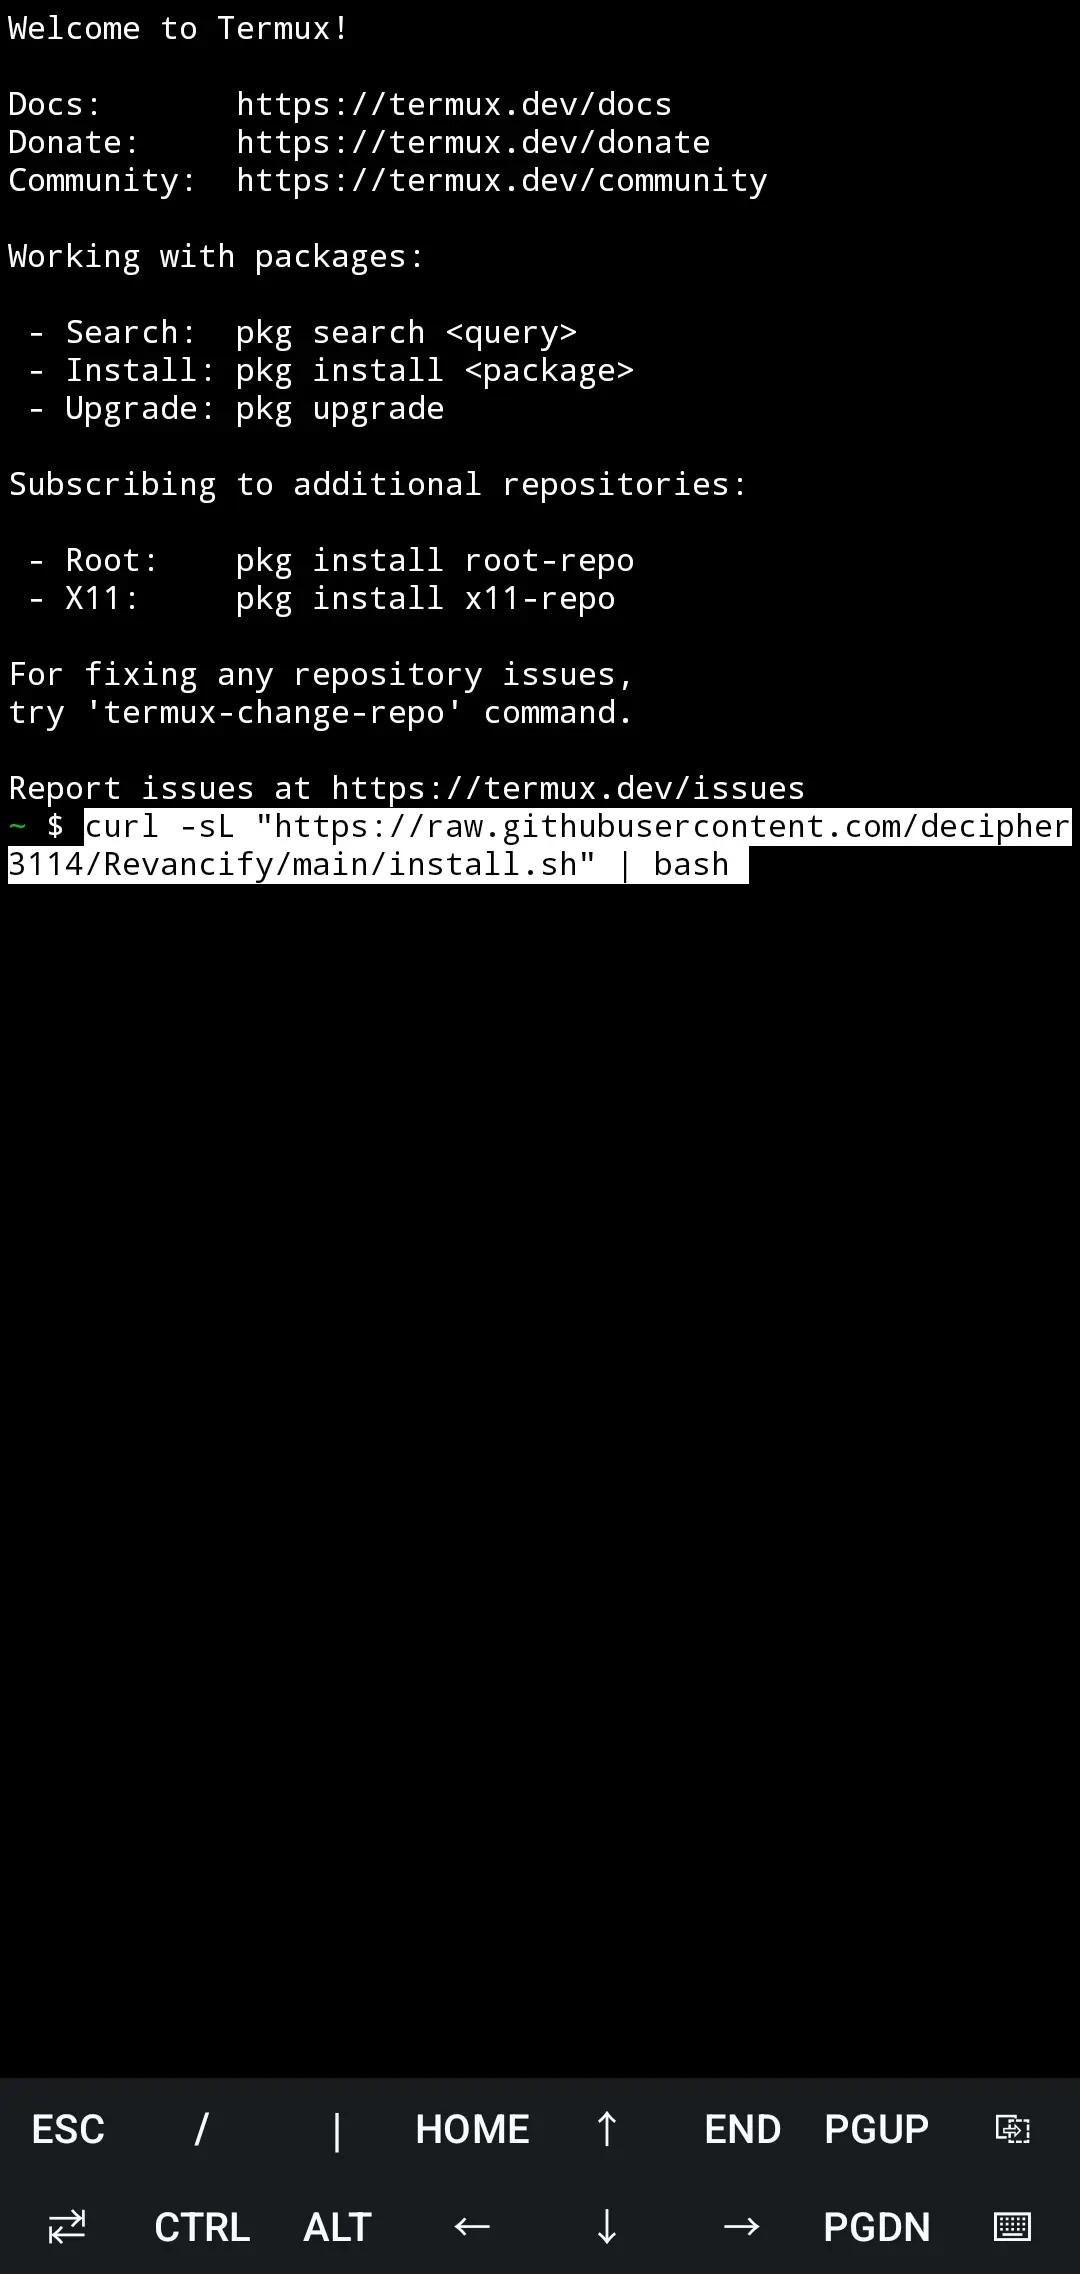 Welcome to Termux!
Docs:       https://termux.dev/docs
Donate:     https://termux.dev/donate
Community:  https://termux.dev/community
Working with packages:
 - Search:  pkg search <query>
 - Install: pkg install <package>
 - Upgrade: pkg upgrade
Subscribing to additional repositories:
 - Root:    pkg install root-repo
 - X11:     pkg install x11-repo
For fixing any repository issues,
try 'termux-change-repo' command.
Report issues at https://termux.dev/issues
~ $ curl -sL "https://raw.githubusercontent.com/decipher
3114/Revancify/main/install.sh" | bash
ESC / | HOME ↑ END PGUP
⇄ CTRL ALT ← ↓ → PGDN